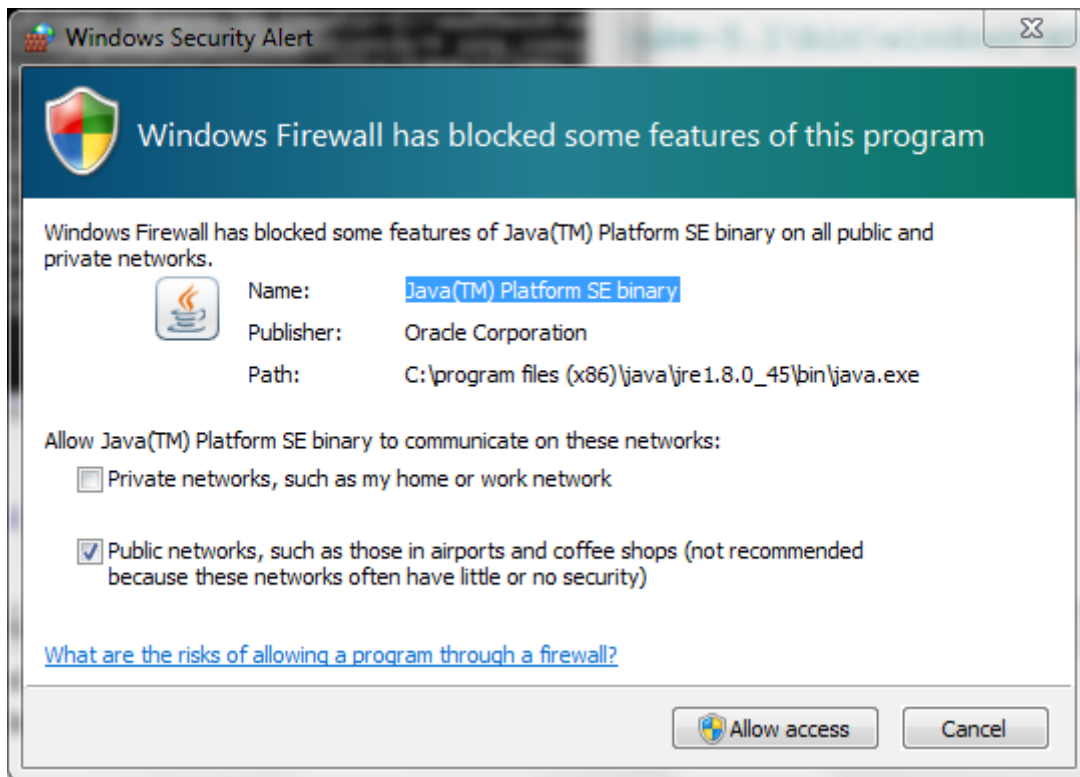 Windows Security Alert
Windows Firewall has blocked some features of this program
Windows Firewall has blocked some features of Java(TM) Platform SE binary on all public and
private networks.
Name: Java(TM) Platform SE binary
Publisher: Oracle Corporation
Path: C:\program files (x86)\java\jre1.8.0_45\bin\java.exe
Allow Java(TM) Platform SE binary to communicate on these networks:
Private networks, such as my home or work network
Public networks, such as those in airports and coffee shops (not recommended
because these networks often have little or no security)
What are the risks of allowing a program through a firewall?
Allow access Cancel